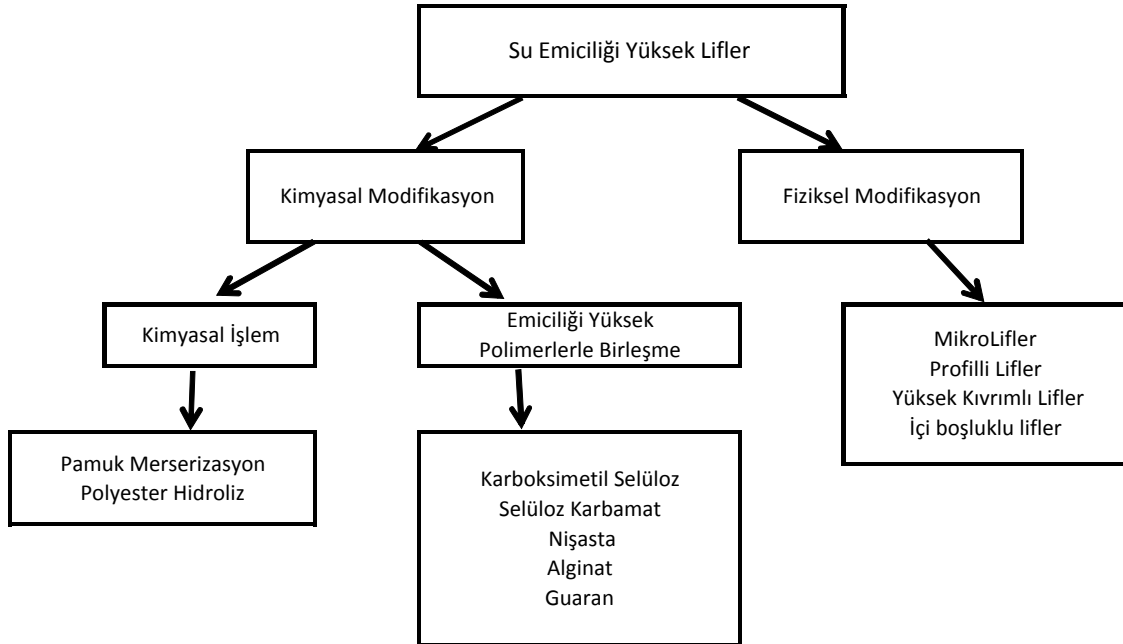 Su Emiciliği Yüksek Lifler
Kimyasal Modifikasyon
Fiziksel Modifikasyon
Kimyasal İşlem
Emiciliği Yüksek
Polimerlerle Birleşme
MikroLifler
Profilli Lifler
Yüksek Kıvrımlı Lifler
İçi boşluklu lifler
Pamuk Merserizasyon
Polyester Hidroliz
Karboksimetil Selüloz
Selüloz Karbamat
Nişasta
Alginat
Guaran